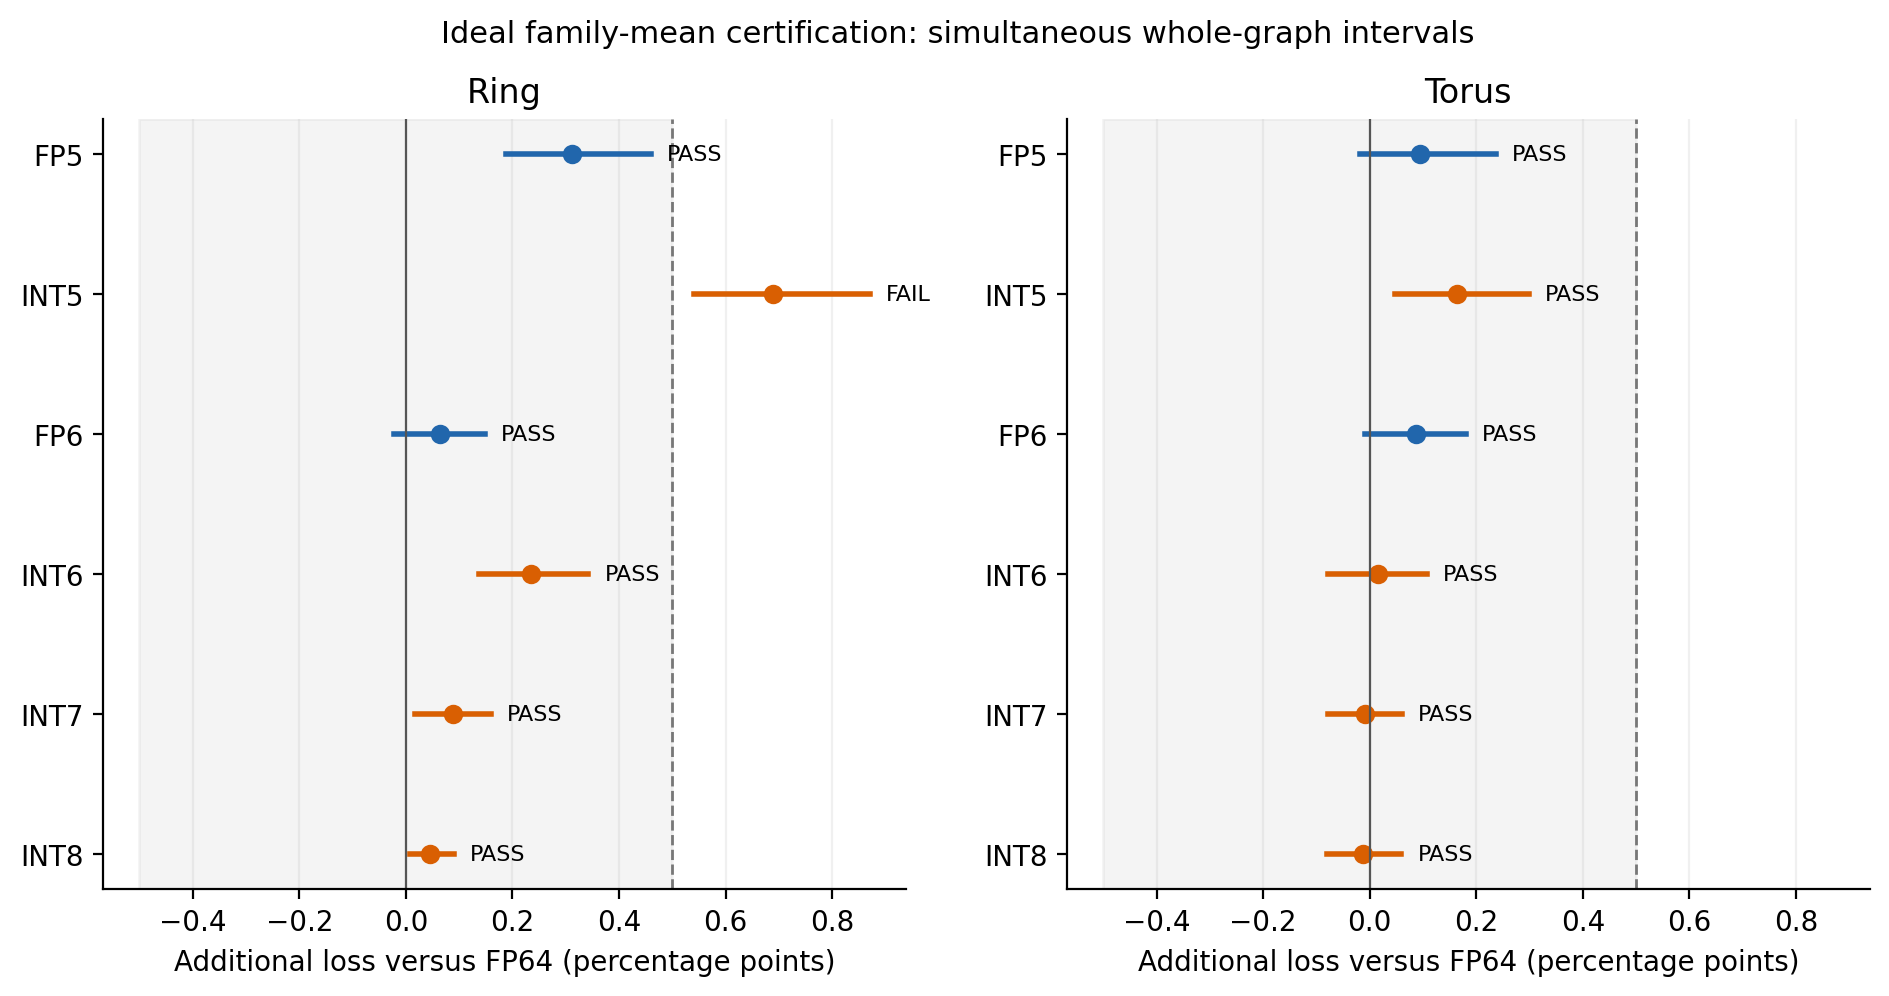 Ideal family-mean certification: simultaneous whole-graph intervals
Ring
FP5
PASS
INT5
FAIL
FP6
PASS
INT6
PASS
INT7
PASS
INT8
PASS
−0.4 −0.2 0.0 0.2 0.4 0.6 0.8
Additional loss versus FP64 (percentage points)
Torus
FP5
PASS
INT5
PASS
FP6
PASS
INT6
PASS
INT7
PASS
INT8
PASS
−0.4 −0.2 0.0 0.2 0.4 0.6 0.8
Additional loss versus FP64 (percentage points)